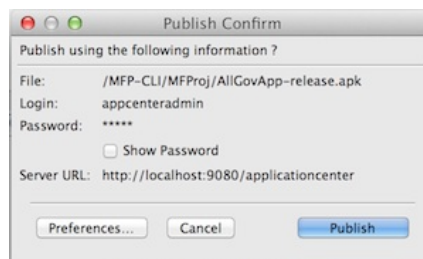 Publish Confirm
Publish using the following information ?
File: /MFP-CLI/MFProj/AllGovApp-release.apk
Login: appcenteradmin
Password: *****
Show Password
Server URL: http://localhost:9080/applicationcenter
Preferences... Cancel Publish